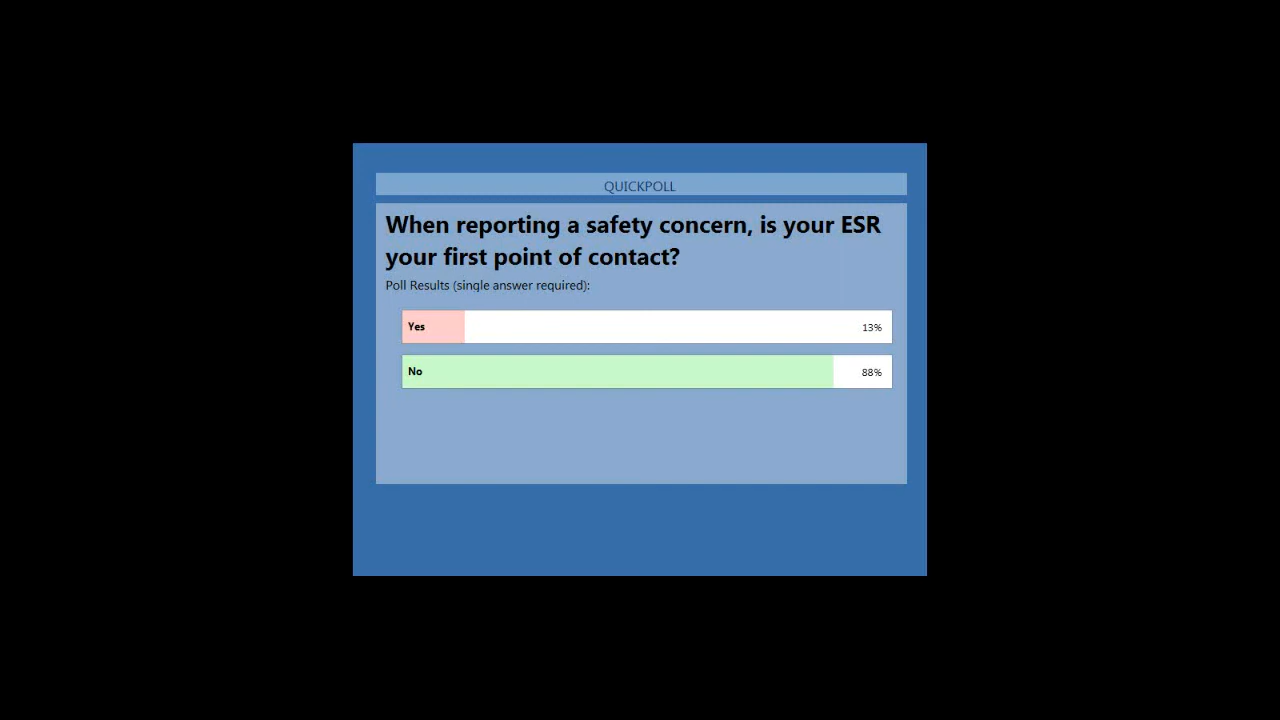 QUICKPOLL
When reporting a safety concern, is your ESR
your first point of contact?
Poll Results (single answer required):
Yes 13%
No 88%